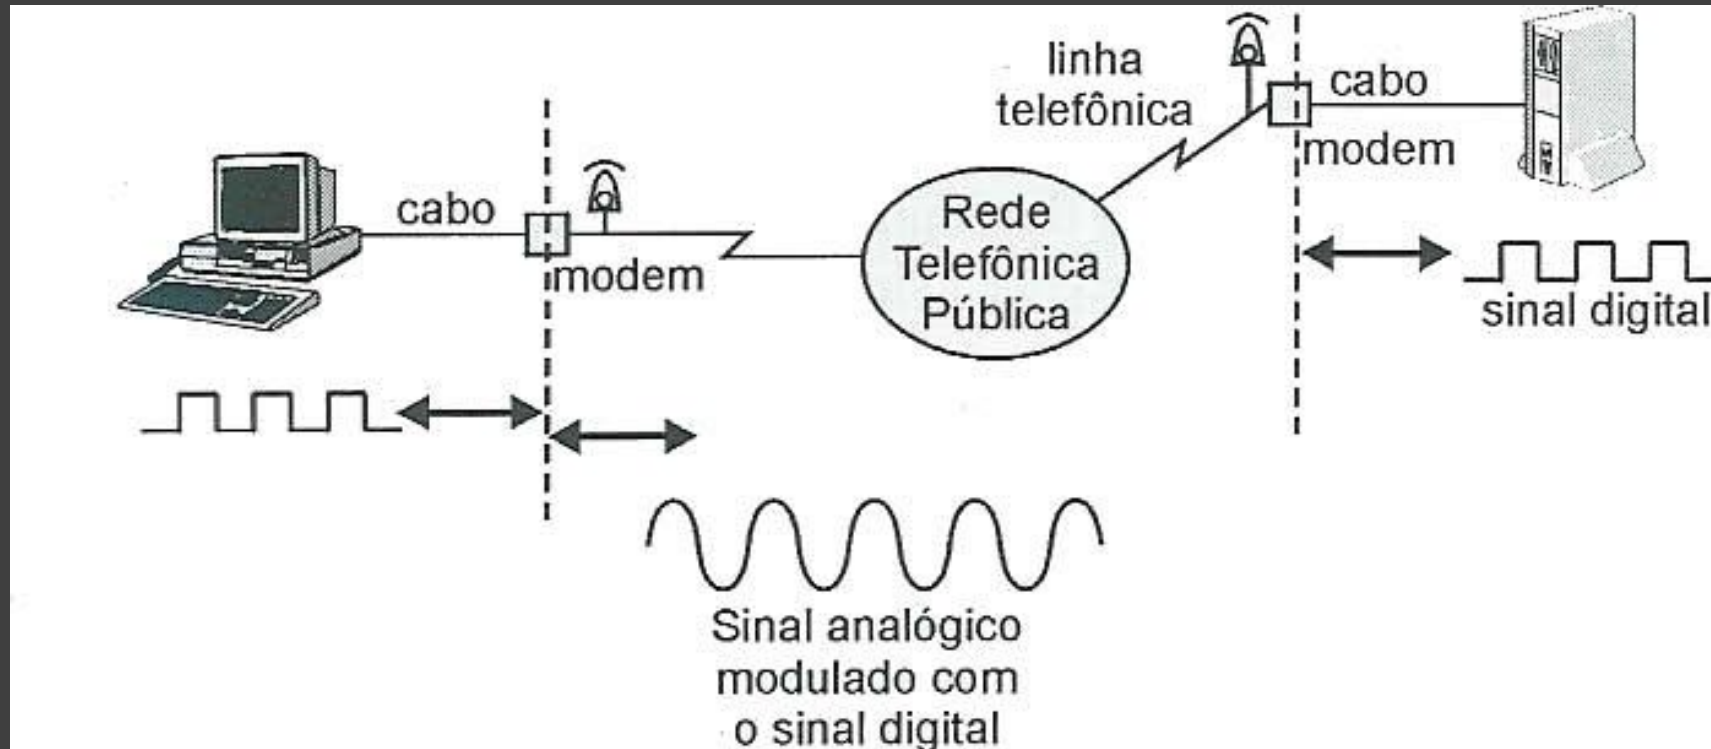 linha
telefônica
cabo
modem
cabo
modem
Rede
Telefônica
Pública
sinal digital
Sinal analógico
modulado com
o sinal digital